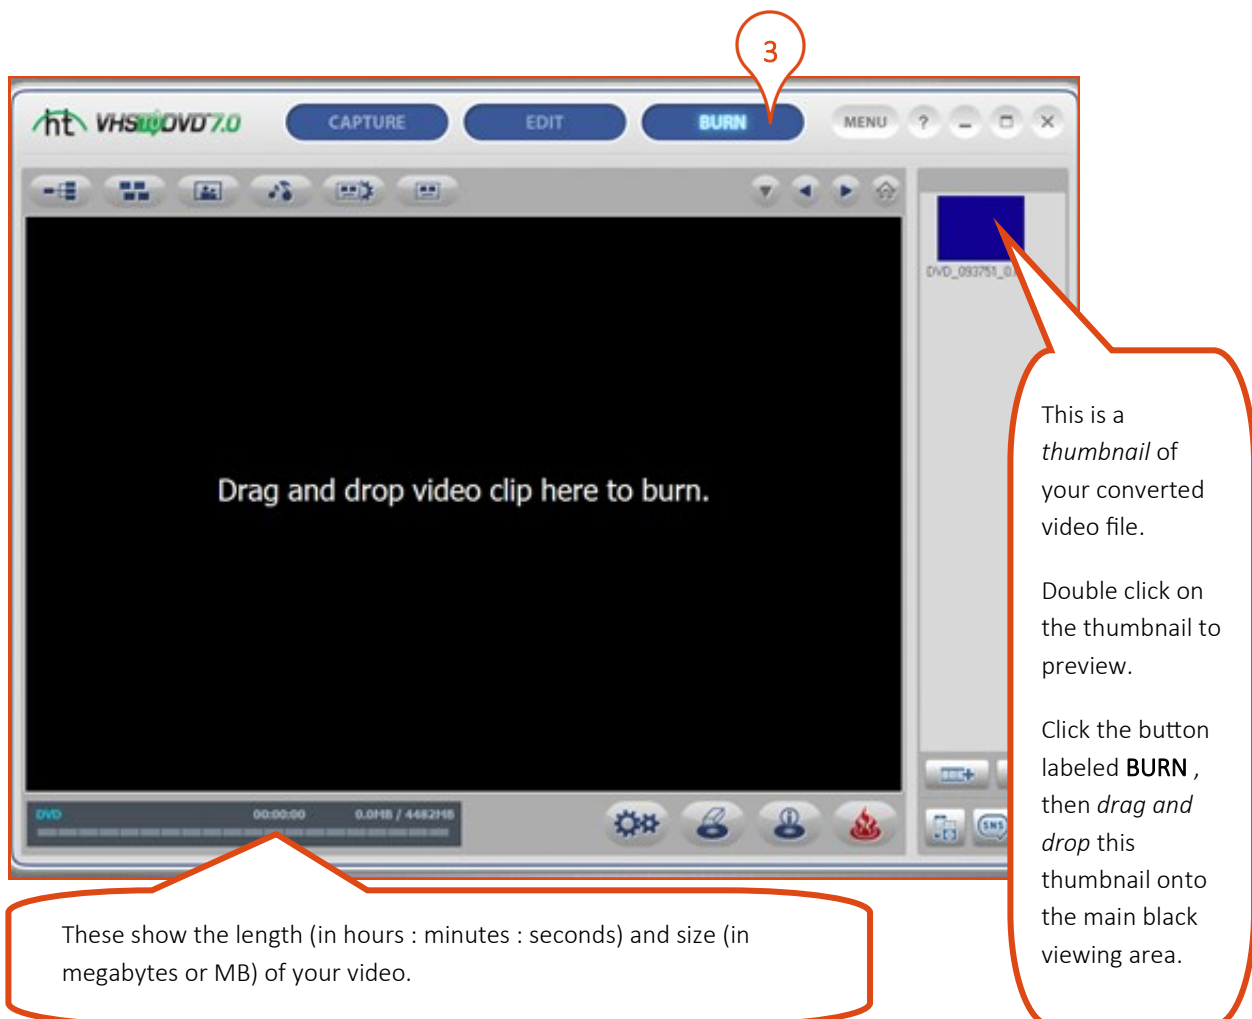 3
ht VHS to DVD 7.0
CAPTURE
EDIT
BURN
MENU
?
Drag and drop video clip here to burn.
DVD 00:00:00 0.0MB / 4482MB
SNS
This is a
thumbnail of
your converted
video file.
Double click on
the thumbnail to
preview.
Click the button
labeled BURN ,
then drag and
drop this
thumbnail onto
the main black
viewing area.
These show the length (in hours : minutes : seconds) and size (in
megabytes or MB) of your video.